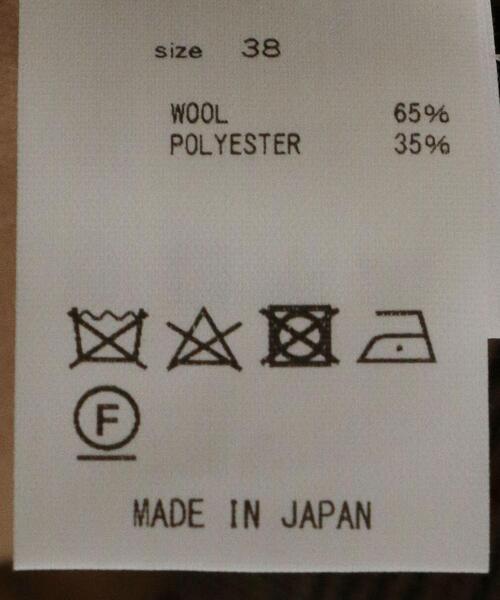 size 38
WOOL 65%
POLYESTER 35%
F
MADE IN JAPAN